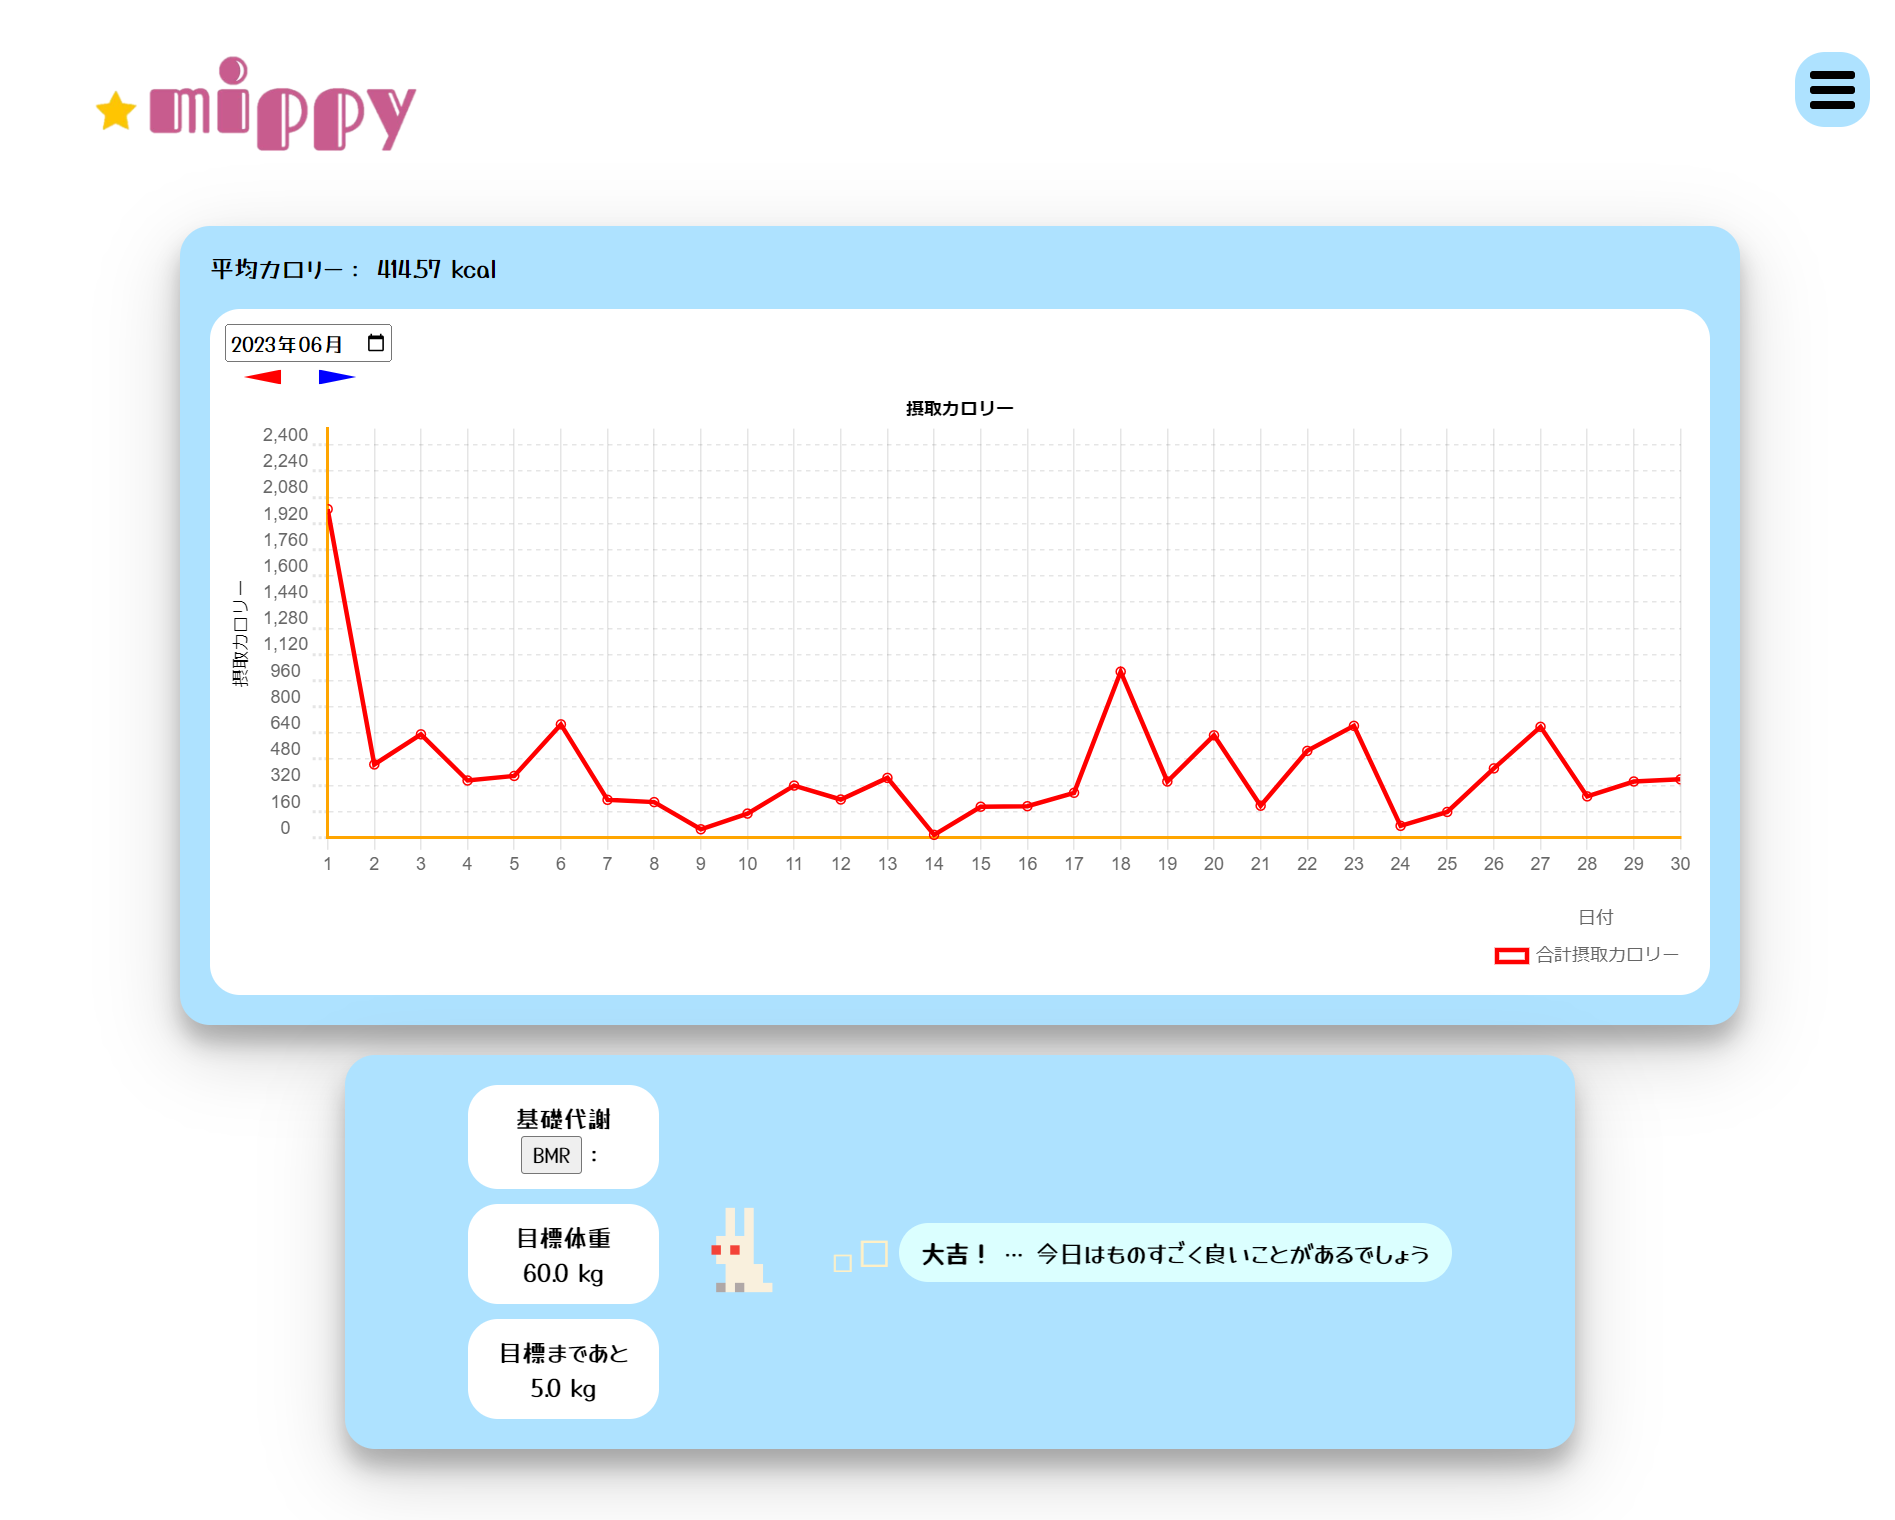 mippy
平均カロリー： 414.57 kcal
2023年06月
摂取カロリー
摂取カロリー
2,400
2,240
2,080
1,920
1,760
1,600
1,440
1,280
1,120
960
800
640
480
320
160
0
1 2 3 4 5 6 7 8 9 10 11 12 13 14 15 16 17 18 19 20 21 22 23 24 25 26 27 28 29 30
日付
合計摂取カロリー
基礎代謝
BMR ：
目標体重
60.0 kg
大吉！ … 今日はものすごく良いことがあるでしょう
目標まであと
5.0 kg